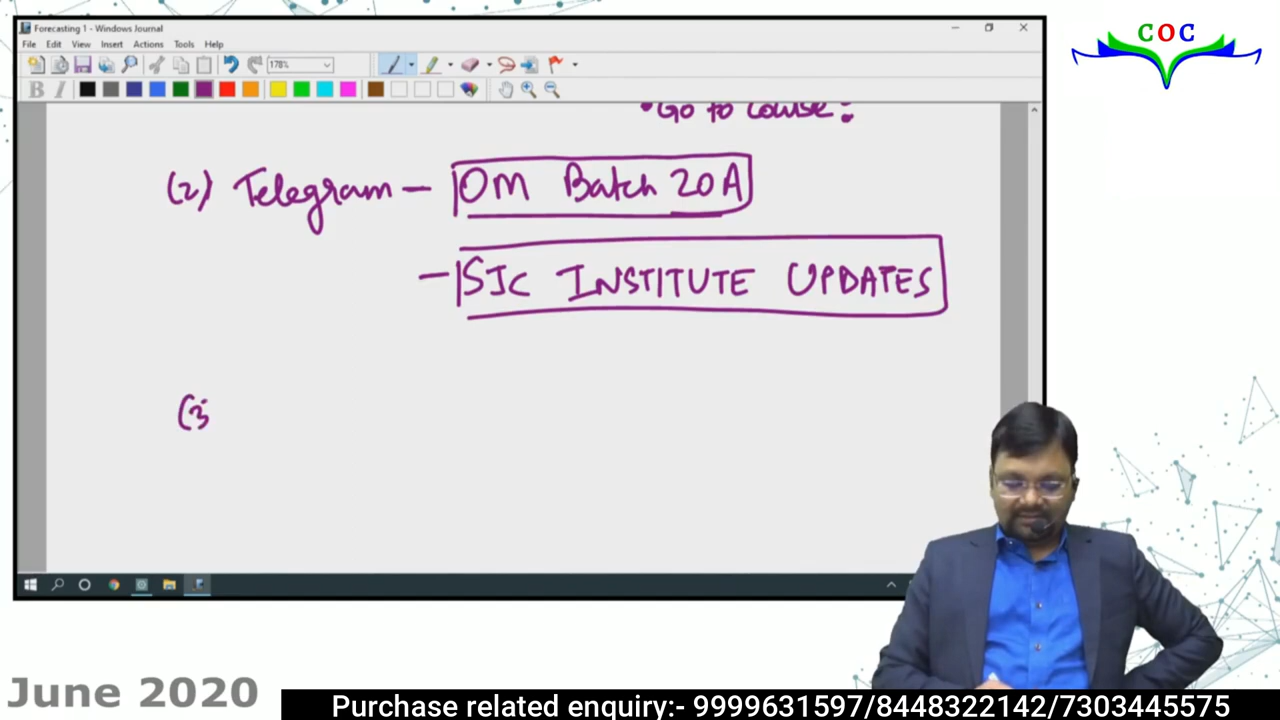 Forecasting 1 - Windows Journal
COC
File Edit View Insert Actions Tools Help
178%
B I
• Go to Course:
(2) Telegram - OM Batch 20A
- SJC INSTITUTE UPDATES
(3
June 2020
Purchase related enquiry:- 9999631597/8448322142/7303445575